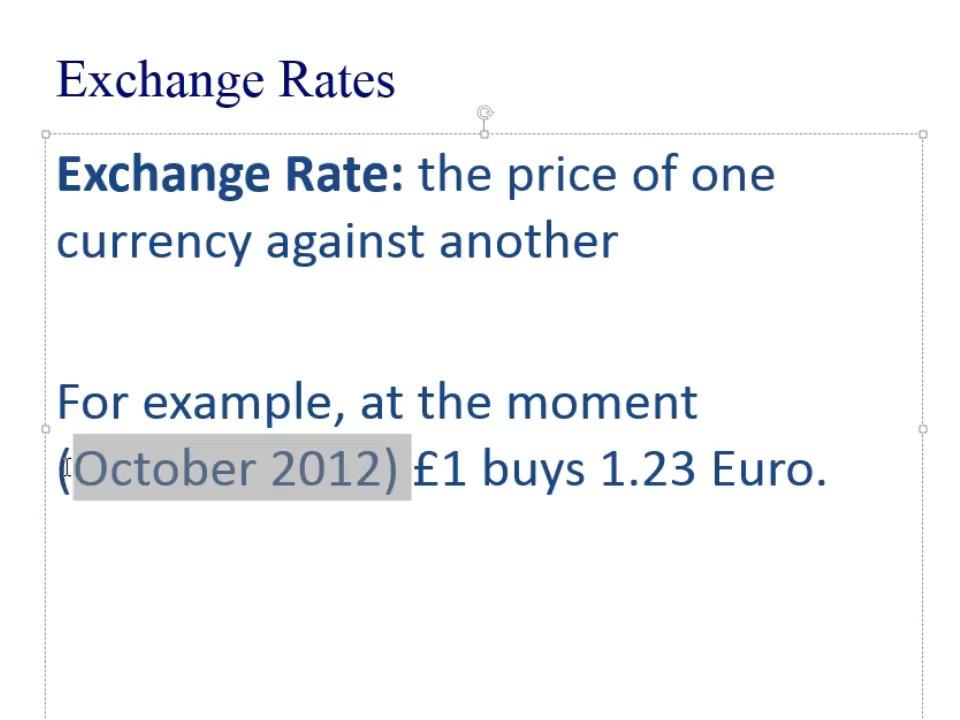 Exchange Rates
Exchange Rate: the price of one
currency against another
For example, at the moment
(October 2012) £1 buys 1.23 Euro.